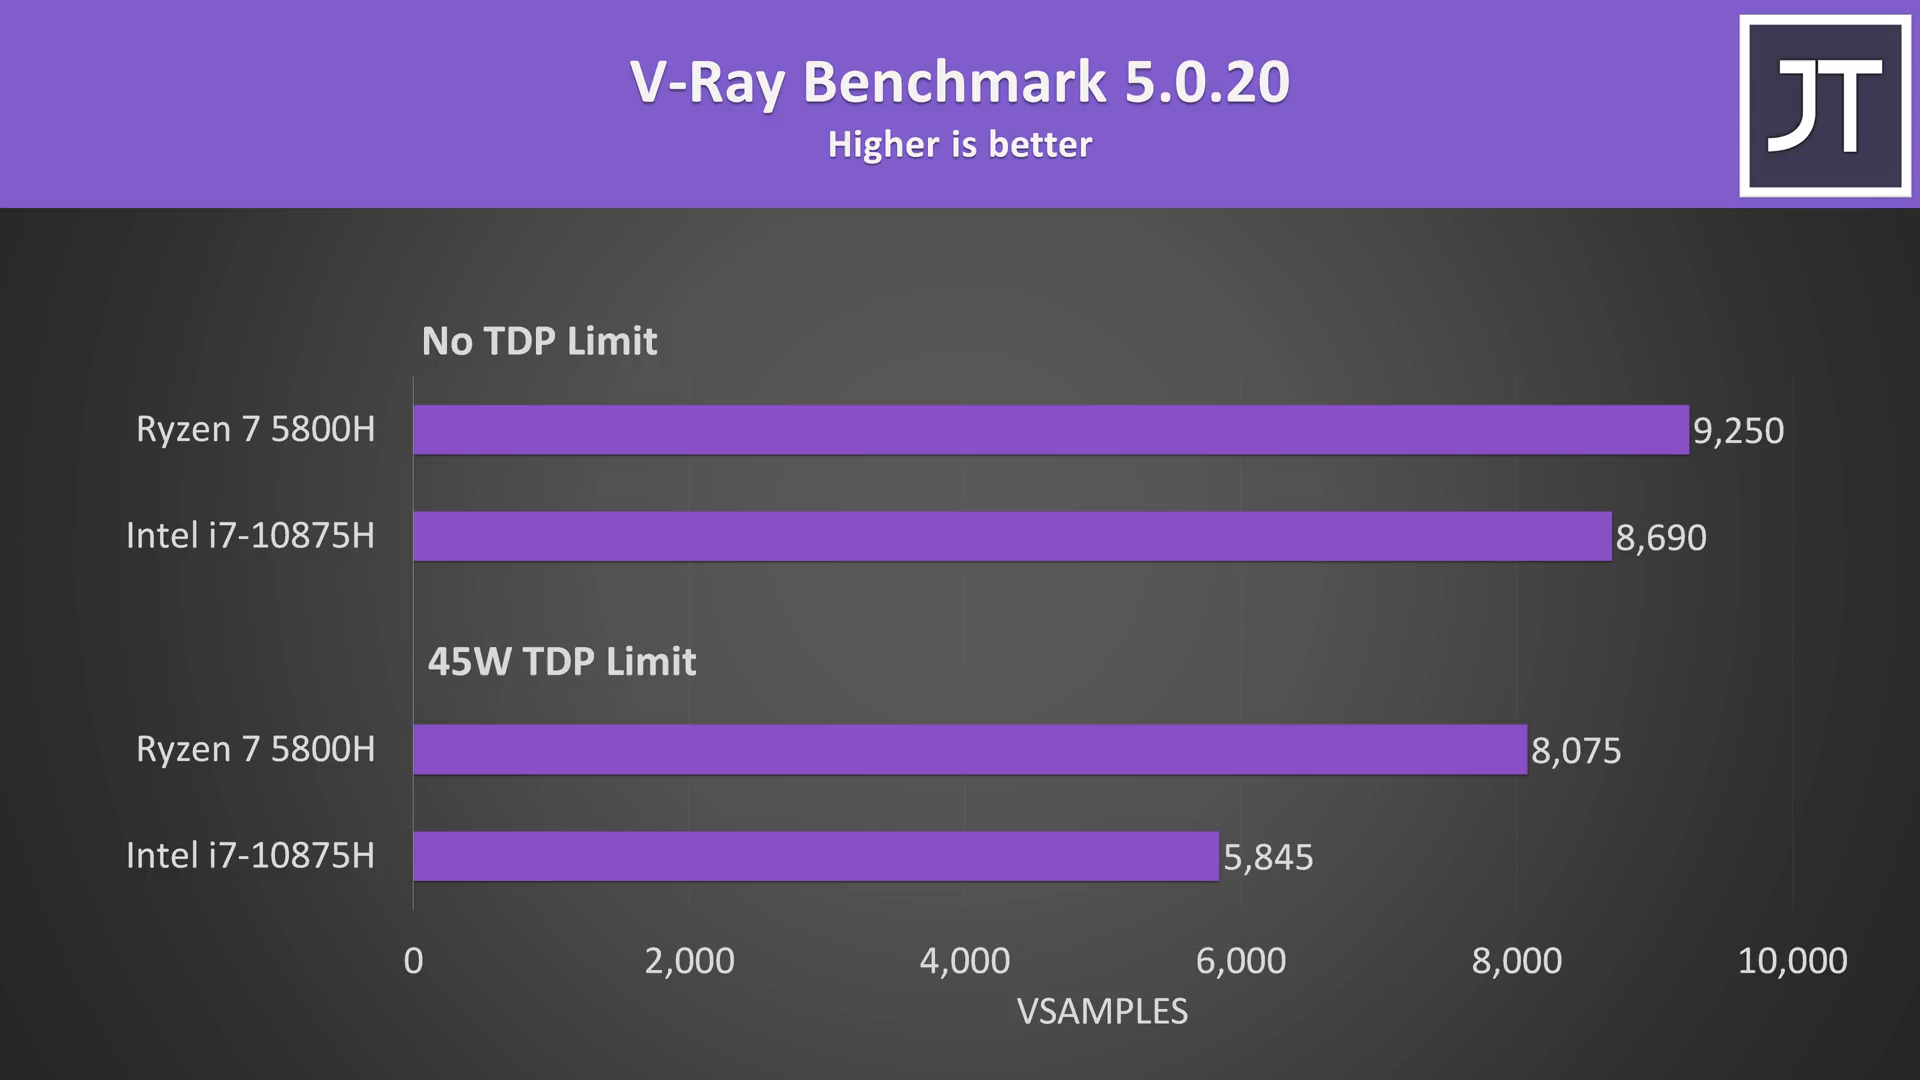 V-Ray Benchmark 5.0.20
Higher is better
JT
No TDP Limit
Ryzen 7 5800H 9,250
Intel i7-10875H 8,690
45W TDP Limit
Ryzen 7 5800H 8,075
Intel i7-10875H 5,845
0 2,000 4,000 6,000 8,000 10,000
VSAMPLES